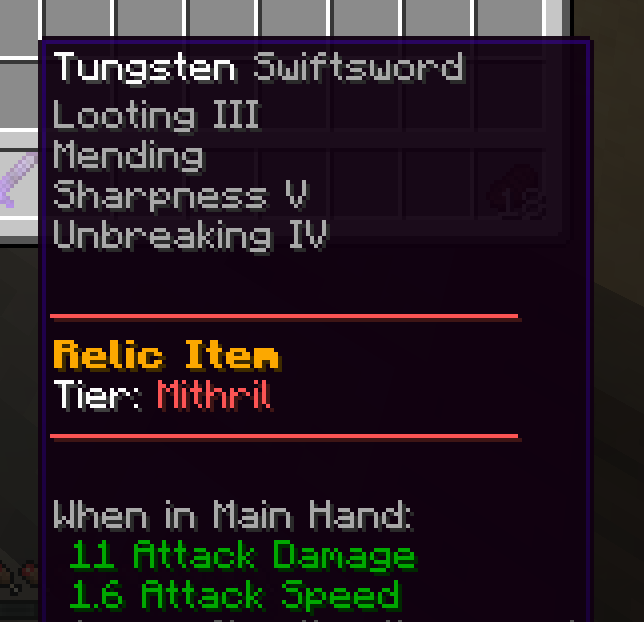 Tungsten Swiftsword
Looting III
Mending
Sharpness V
Unbreaking IV
Relic Item
Tier: Mithril
When in Main Hand:
11 Attack Damage
1.6 Attack Speed